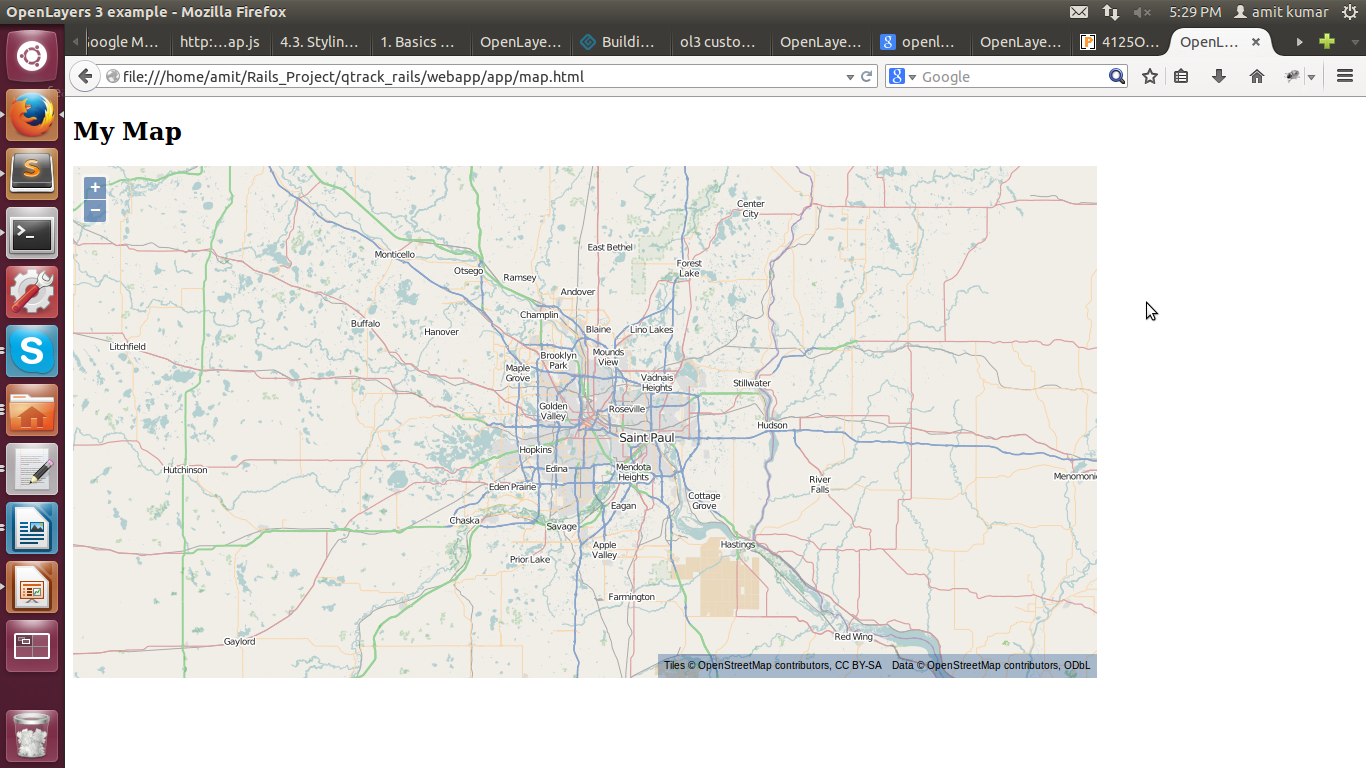 OpenLayers 3 example - Mozilla Firefox
5:29 PM
amit kumar
oogle M...
http:...ap.js
4.3. Stylin...
1. Basics ...
OpenLaye...
Buildi...
ol3 custo...
OpenLaye...
openl...
OpenLaye...
4125O...
OpenL...
file:///home/amit/Rails_Project/qtrack_rails/webapp/app/map.html
Google
My Map
+
−
Center
City
East Bethel
Monticello
Forest
Lake
Otsego
Ramsey
Andover
Champlin
Buffalo
Hanover
Blaine
Lino Lakes
Litchfield
Brooklyn
Park
Mounds
View
Maple
Grove
Vadnais
Heights
Stillwater
Golden
Valley
Roseville
Hudson
Saint Paul
Hopkins
Edina
Mendota
Heights
Hutchinson
Menomonie
River
Falls
Eden Prairie
Cottage
Grove
Eagan
Chaska
Savage
Apple
Valley
Hastings
Prior Lake
Farmington
Gaylord
Red Wing
Tiles © OpenStreetMap contributors, CC BY-SA Data © OpenStreetMap contributors, ODbL